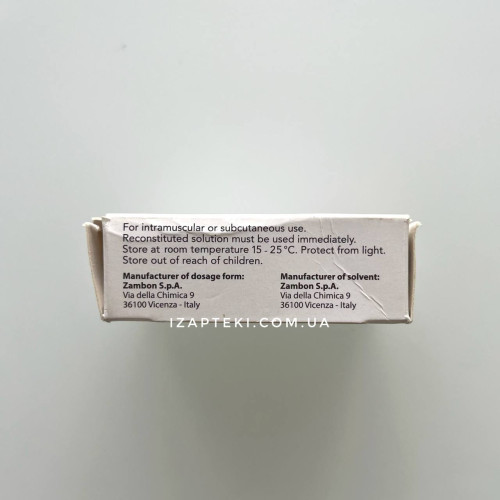 For intramuscular or subcutaneous use.
Reconstituted solution must be used immediately.
Store at room temperature 15 - 25 °C. Protect from light.
Store out of reach of children.
Manufacturer of dosage form:
Zambon S.p.A.
Via della Chimica 9
36100 Vicenza - Italy
Manufacturer of solvent:
Zambon S.p.A.
Via della Chimica 9
36100 Vicenza - Italy
IZAPTEKI.COM.UA